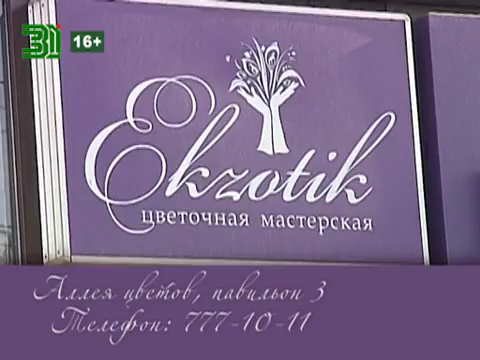 31 16+
Ekzotik
цветочная мастерская
Аллея цветов, павильон 3
Телефон: 777-10-11